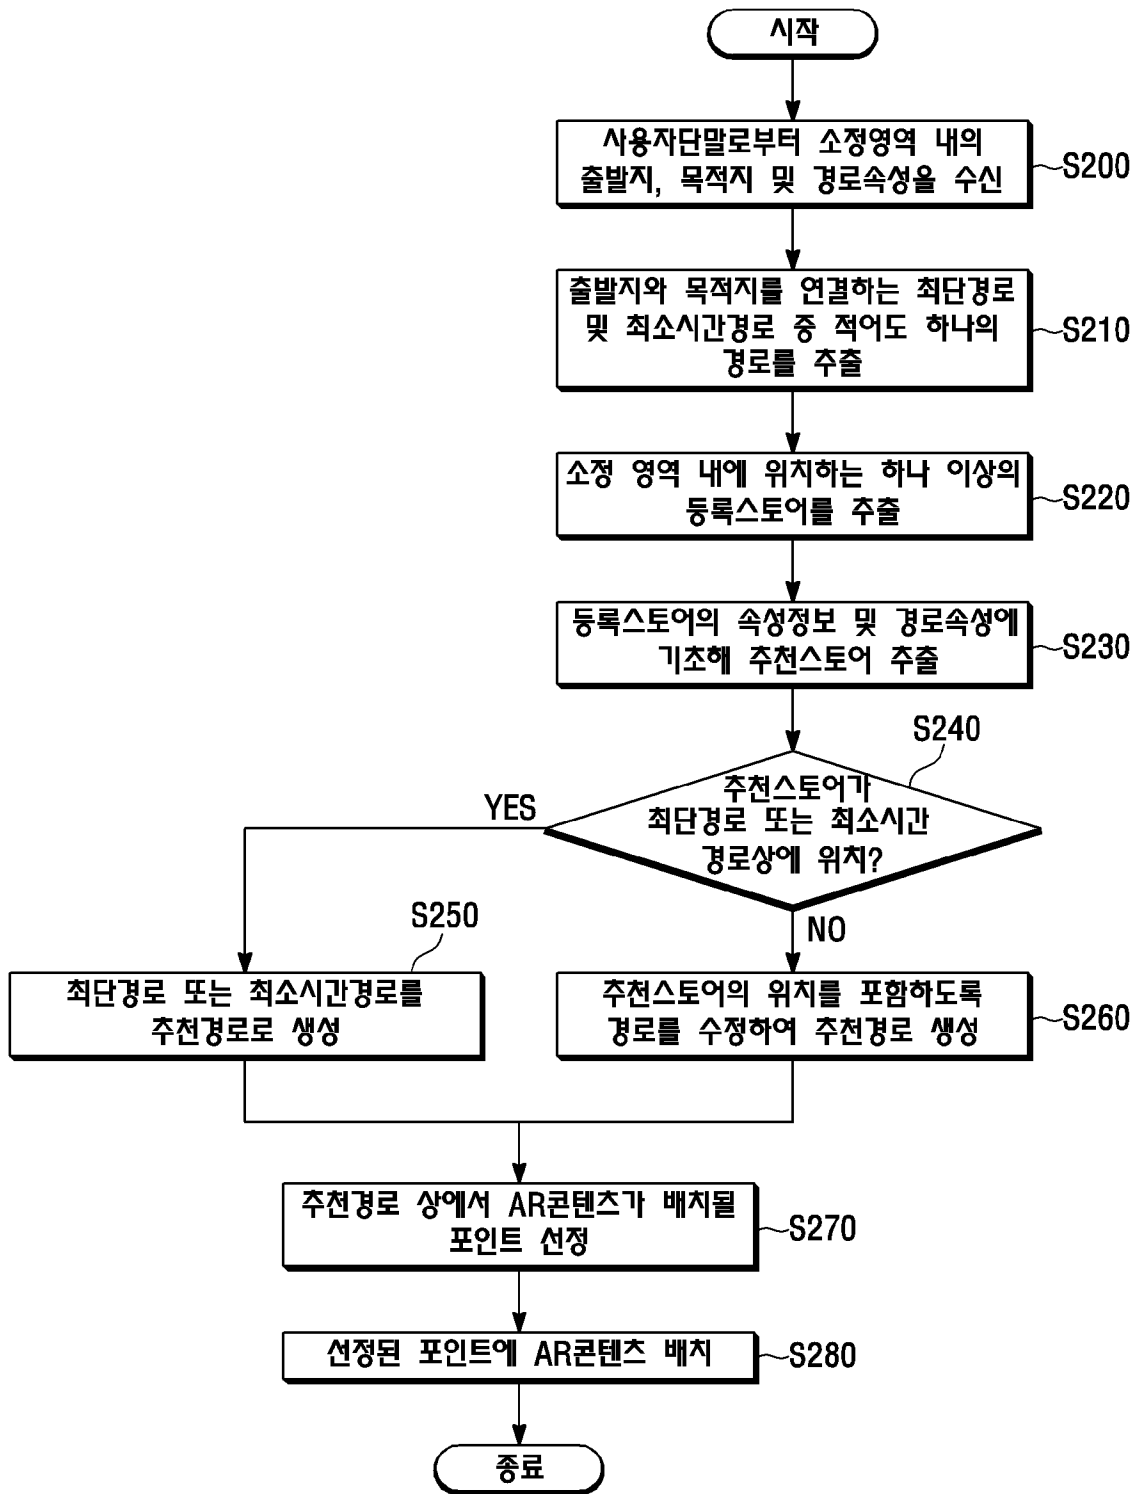 시작
사용자단말로부터 소정영역 내의
출발지, 목적지 및 경로속성을 수신
S200
출발지와 목적지를 연결하는 최단경로
및 최소시간경로 중 적어도 하나의
경로를 추출
S210
소정 영역 내에 위치하는 하나 이상의
등록스토어를 추출
S220
등록스토어의 속성정보 및 경로속성에
기초해 추천스토어 추출
S230
S240
추천스토어가
최단경로 또는 최소시간
경로상에 위치?
YES
NO
S250
최단경로 또는 최소시간경로를
추천경로로 생성
추천스토어의 위치를 포함하도록
경로를 수정하여 추천경로 생성
S260
추천경로 상에서 AR콘텐츠가 배치될
포인트 선정
S270
선정된 포인트에 AR콘텐츠 배치
S280
종료